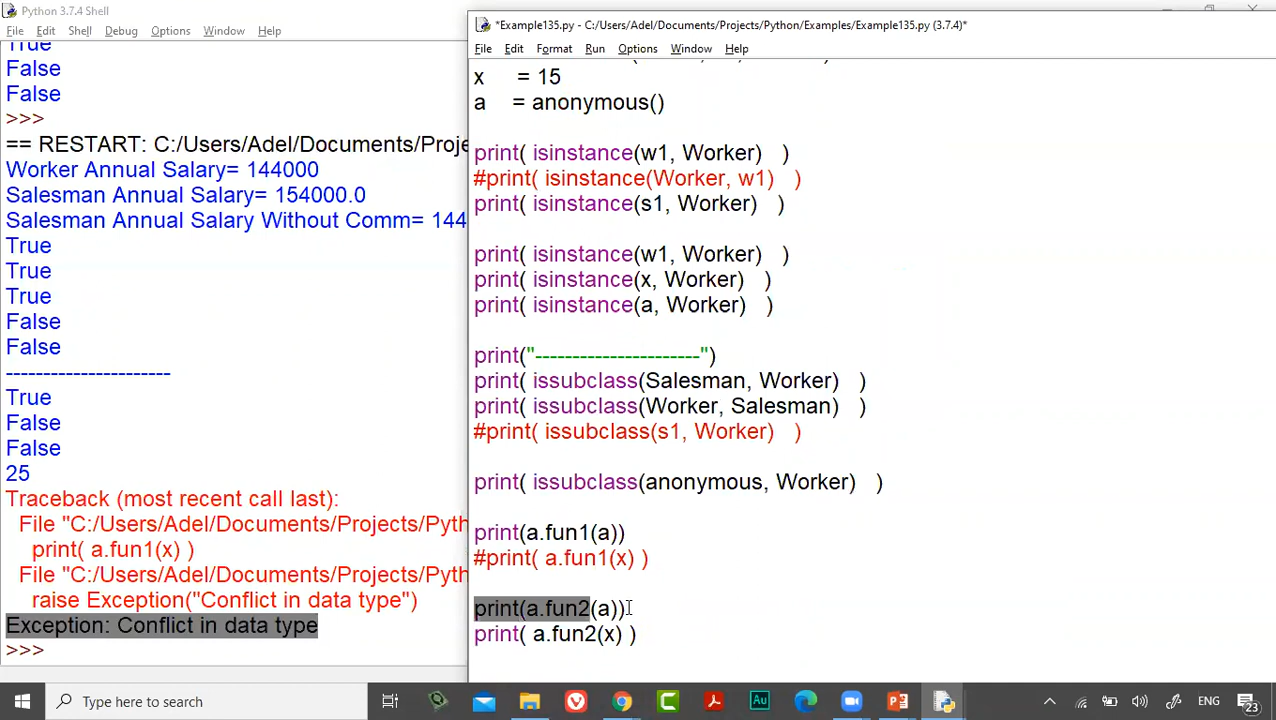 Python 3.7.4 Shell
File Edit Shell Debug Options Window Help
True
False
False
>>>
== RESTART: C:/Users/Adel/Documents/Proje
Worker Annual Salary= 144000
Salesman Annual Salary= 154000.0
Salesman Annual Salary Without Comm= 144
True
True
True
False
False
----------------------
True
False
False
25
Traceback (most recent call last):
File "C:/Users/Adel/Documents/Projects/Pyth
print( a.fun1(x) )
File "C:/Users/Adel/Documents/Projects/Pyth
raise Exception("Conflict in data type")
Exception: Conflict in data type
>>>
*Example135.py - C:/Users/Adel/Documents/Projects/Python/Examples/Example135.py (3.7.4)*
File Edit Format Run Options Window Help
x = 15
a = anonymous()
print( isinstance(w1, Worker) )
#print( isinstance(Worker, w1) )
print( isinstance(s1, Worker) )
print( isinstance(w1, Worker) )
print( isinstance(x, Worker) )
print( isinstance(a, Worker) )
print("----------------------")
print( issubclass(Salesman, Worker) )
print( issubclass(Worker, Salesman) )
#print( issubclass(s1, Worker) )
print( issubclass(anonymous, Worker) )
print(a.fun1(a))
#print( a.fun1(x) )
print(a.fun2(a))
print( a.fun2(x) )
Type here to search
ENG
23